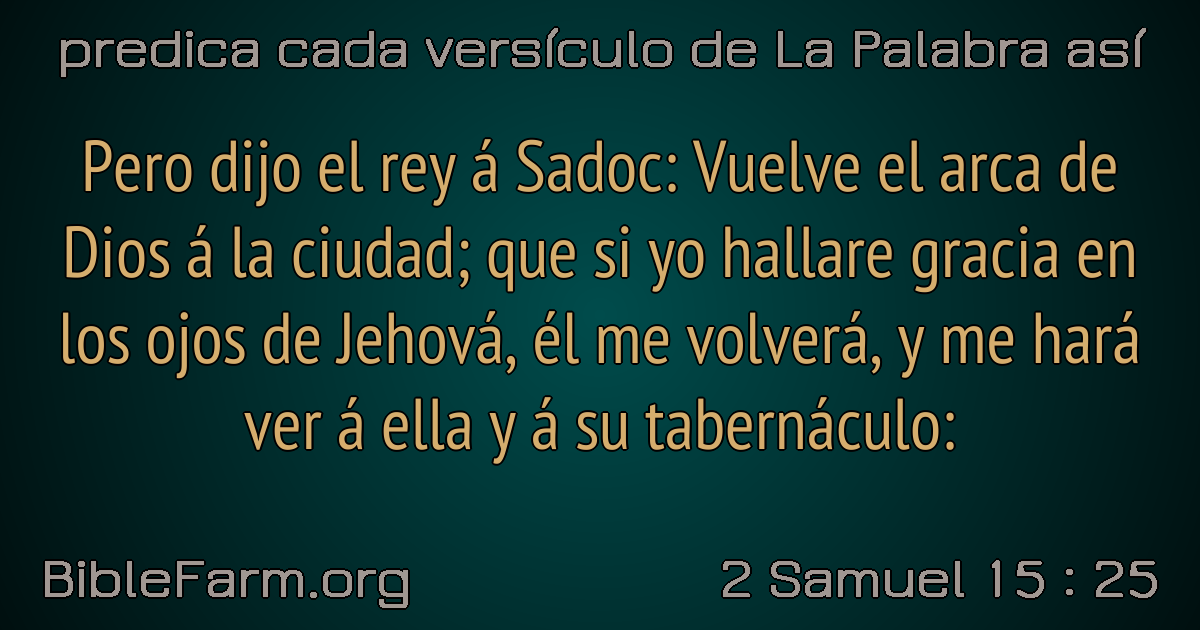 predica cada versículo de La Palabra así
Pero dijo el rey á Sadoc: Vuelve el arca de
Dios á la ciudad; que si yo hallare gracia en
los ojos de Jehová, él me volverá, y me hará
ver á ella y á su tabernáculo:
BibleFarm.org
2 Samuel 15 : 25